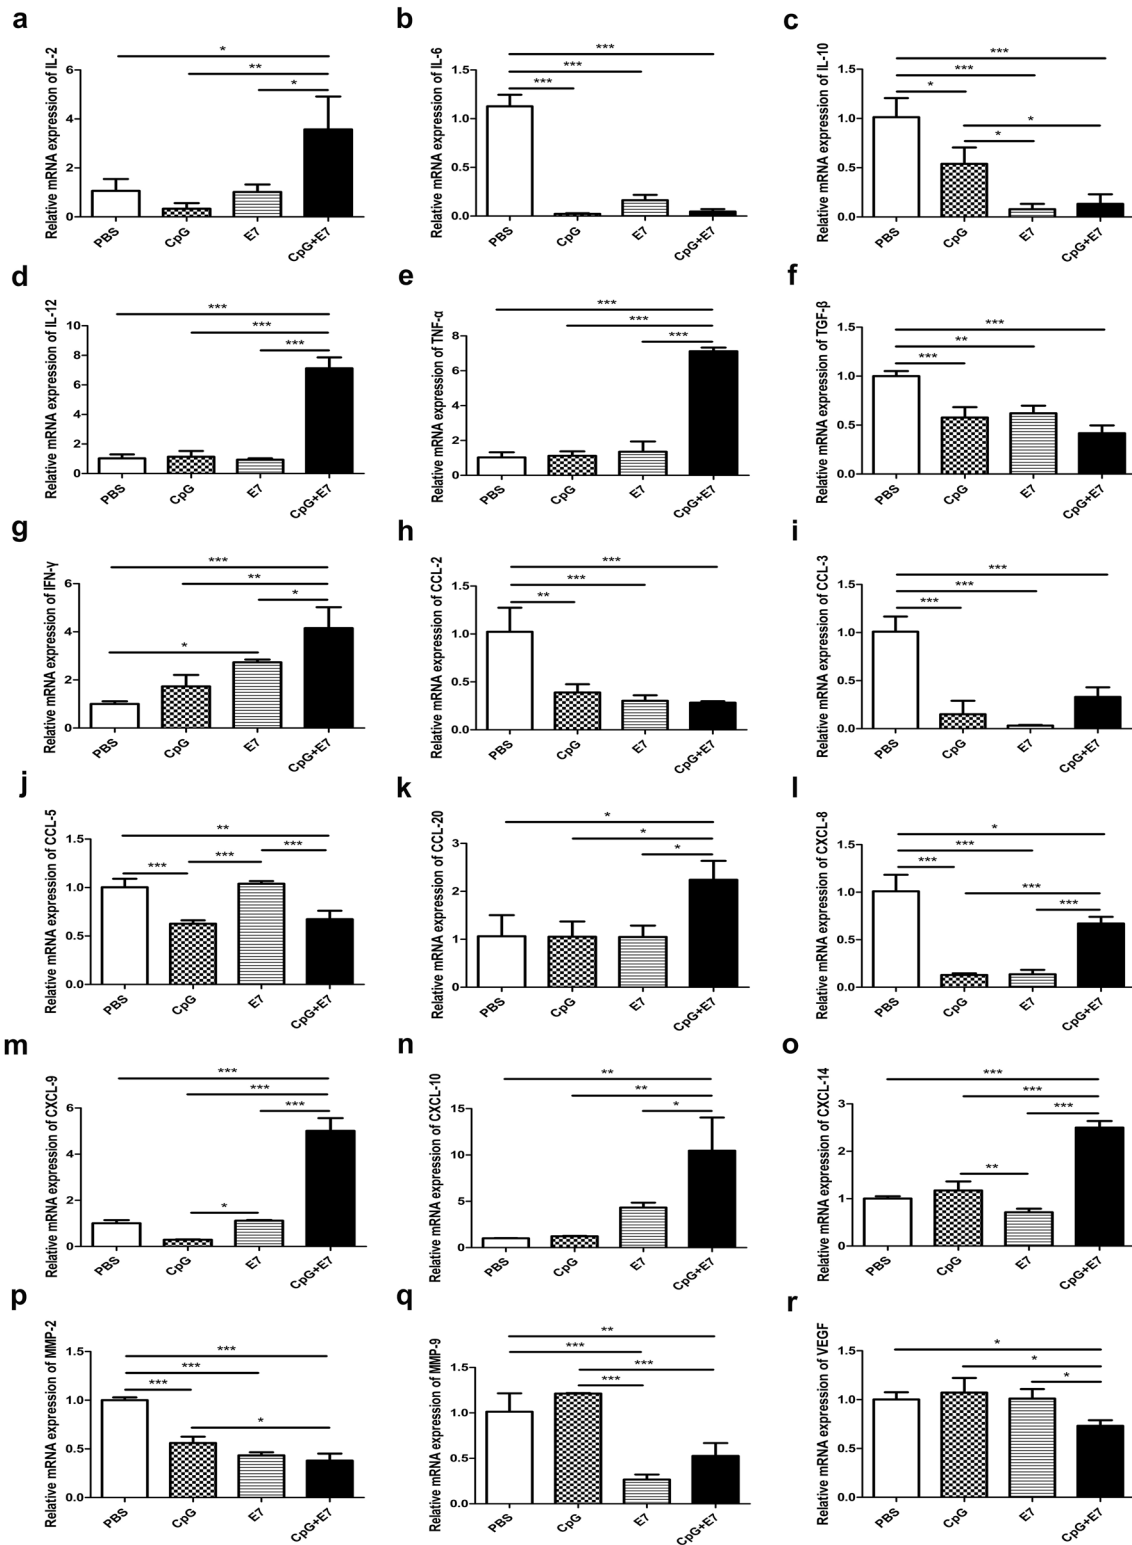 a
Relative mRNA expression of IL-2
6
4
2
0
*
**
*
PBS
CpG
E7
CpG+E7
b
Relative mRNA expression of IL-6
1.5
1.0
0.5
0.0
***
***
***
PBS
CpG
E7
CpG+E7
c
Relative mRNA expression of IL-10
1.5
1.0
0.5
0.0
***
***
*
*
*
PBS
CpG
E7
CpG+E7
d
Relative mRNA expression of IL-12
10
8
6
4
2
0
***
***
***
PBS
CpG
E7
CpG+E7
e
Relative mRNA expression of TNF-α
8
6
4
2
0
***
***
***
PBS
CpG
E7
CpG+E7
f
Relative mRNA expression of TGF-β
1.5
1.0
0.5
0.0
***
**
***
PBS
CpG
E7
CpG+E7
g
Relative mRNA expression of IFN-γ
6
4
2
0
***
**
*
*
PBS
CpG
E7
CpG+E7
h
Relative mRNA expression of CCL-2
1.5
1.0
0.5
0.0
***
***
**
PBS
CpG
E7
CpG+E7
i
Relative mRNA expression of CCL-3
1.5
1.0
0.5
0.0
***
***
***
PBS
CpG
E7
CpG+E7
j
Relative mRNA expression of CCL-5
1.5
1.0
0.5
0.0
**
***
***
***
PBS
CpG
E7
CpG+E7
k
Relative mRNA expression of CCL-20
3
2
1
0
*
*
*
PBS
CpG
E7
CpG+E7
l
Relative mRNA expression of CXCL-8
1.5
1.0
0.5
0.0
*
***
***
***
***
PBS
CpG
E7
CpG+E7
m
Relative mRNA expression of CXCL-9
6
4
2
0
***
***
***
*
PBS
CpG
E7
CpG+E7
n
Relative mRNA expression of CXCL-10
15
10
5
0
**
**
*
PBS
CpG
E7
CpG+E7
o
Relative mRNA expression of CXCL-14
3
2
1
0
***
***
***
**
PBS
CpG
E7
CpG+E7
p
Relative mRNA expression of MMP-2
1.5
1.0
0.5
0.0
***
***
***
*
PBS
CpG
E7
CpG+E7
q
Relative mRNA expression of MMP-9
1.5
1.0
0.5
0.0
**
***
***
***
PBS
CpG
E7
CpG+E7
r
Relative mRNA expression of VEGF
1.5
1.0
0.5
0.0
*
*
*
PBS
CpG
E7
CpG+E7